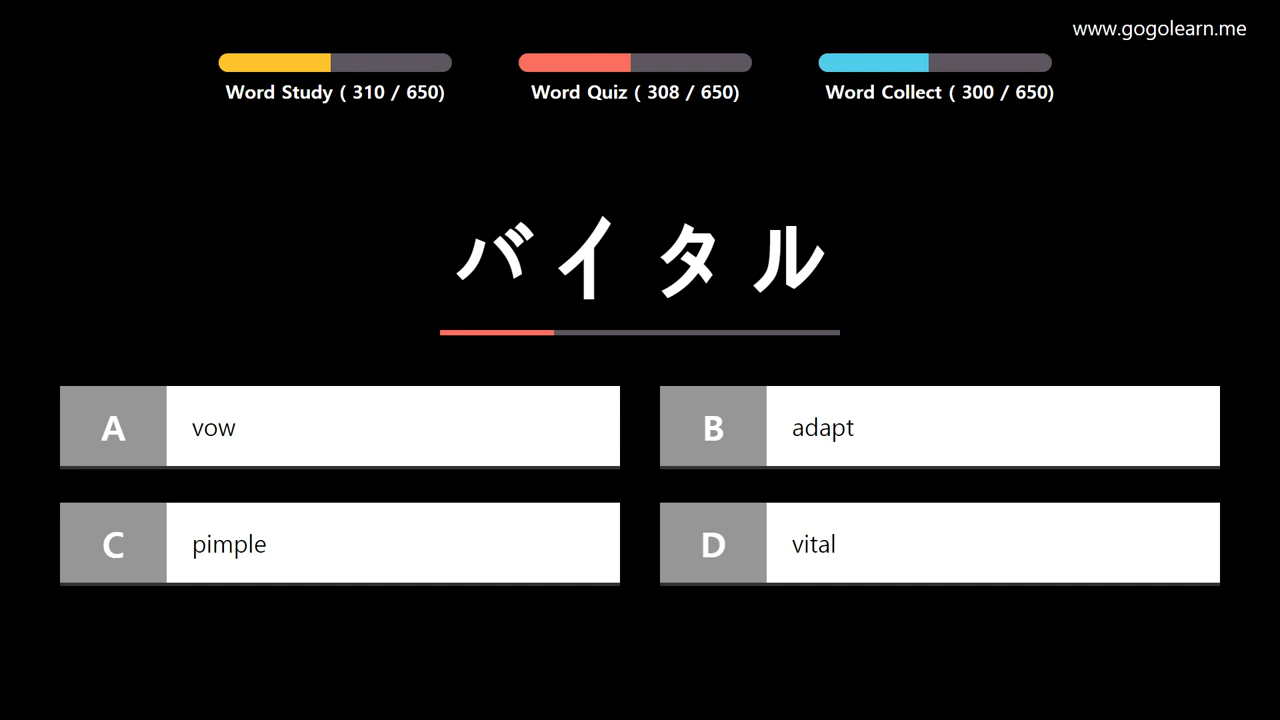 www.gogolearn.me
Word Study ( 310 / 650)
Word Quiz ( 308 / 650)
Word Collect ( 300 / 650)
バイタル
A vow
B adapt
C pimple
D vital